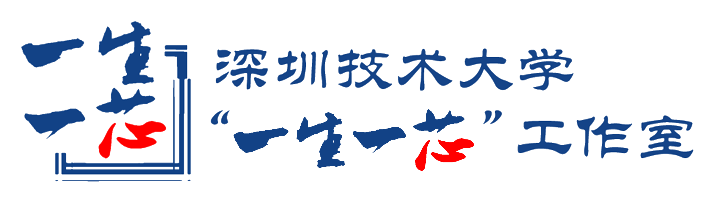 一生
一芯
深圳技术大学
“一生一芯”工作室